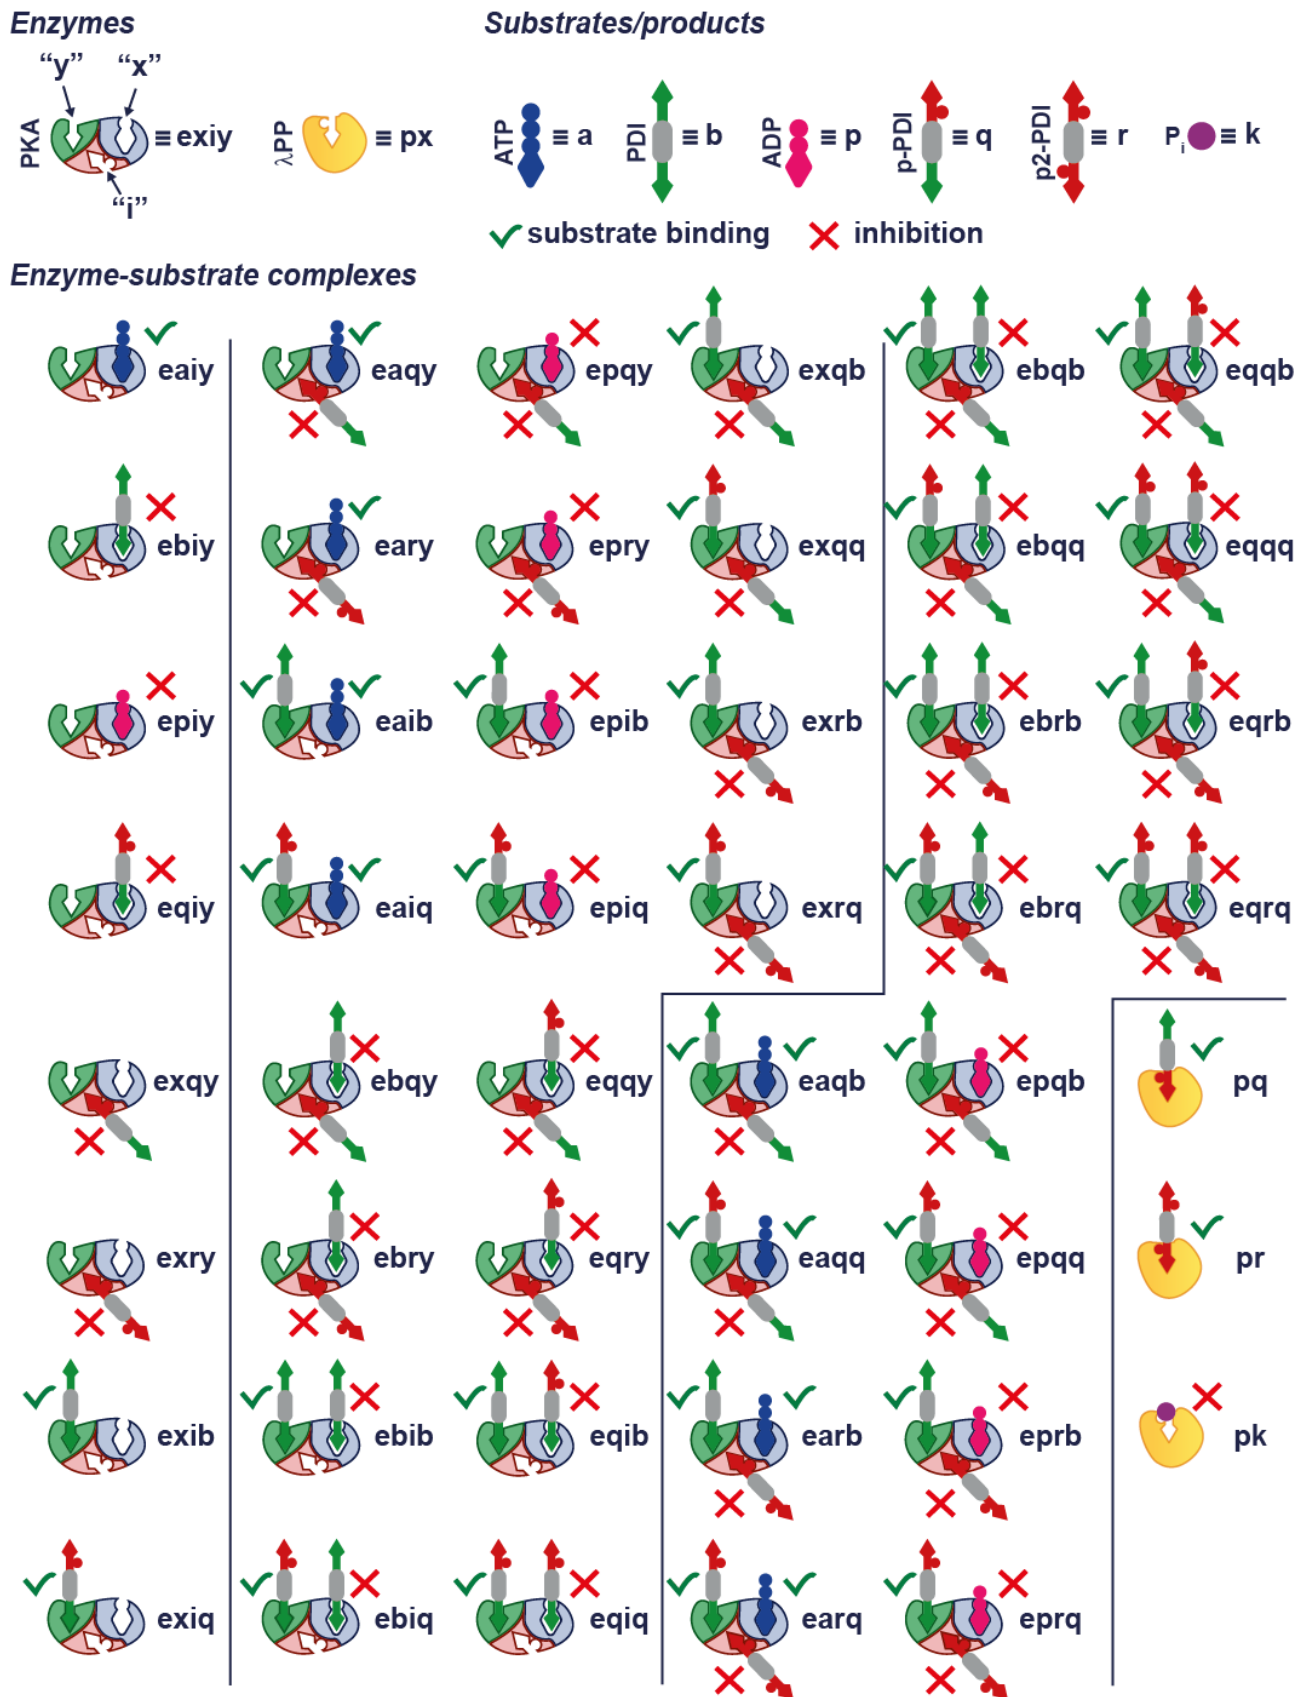 Enzymes
Substrates/products
“y” “x”
PKA ≡ exiy
λPP ≡ px
ATP ≡ a
PDI ≡ b
ADP ≡ p
p-PDI ≡ q
p2-PDI ≡ r
Pi ≡ k
“i”
substrate binding inhibition
Enzyme-substrate complexes
eaiy eaqy epqy exqb ebqb eqqb
ebiy eary epry exqq ebqq eqqq
epiy eaib epib exrb ebrb eqrb
eqiy eaiq epiq exrq ebrq eqrq
exqy ebqy eqqy eaqb epqb pq
exry ebry eqry eaqq epqq pr
exib ebib eqib earb eprb pk
exiq ebiq eqiq earq eprq